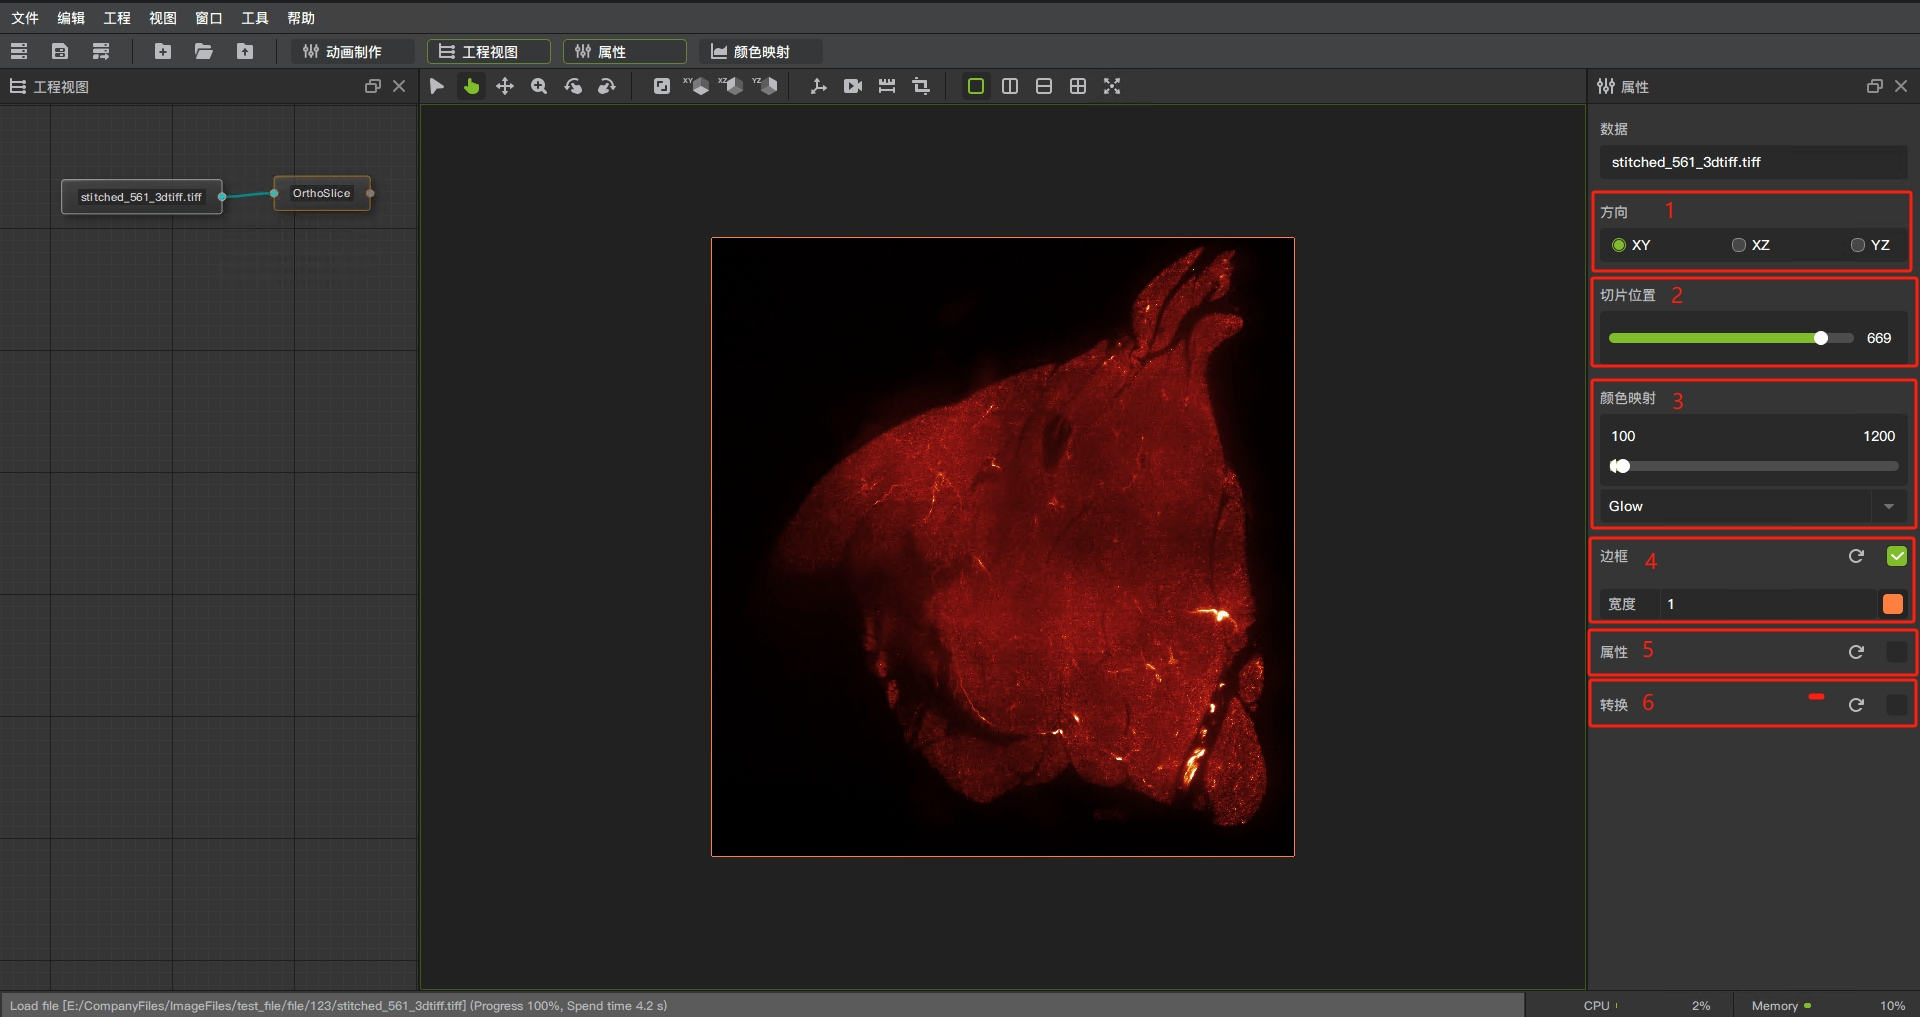 文件 编辑 工程 视图 窗口 工具 帮助
动画制作 工程视图 属性 颜色映射
工程视图
XY XZ YZ
属性
stitched_561_3dtiff.tiff
OrthoSlice
数据
stitched_561_3dtiff.tiff
方向 1
XY XZ YZ
切片位置 2
669
颜色映射 3
100 1200
Glow
边框 4
宽度 1
属性 5
转换 6
Load file [E:/CompanyFiles/ImageFiles/test_file/file/123/stitched_561_3dtiff.tiff] (Progress 100%, Spend time 4.2 s)
CPU 2% Memory 10%